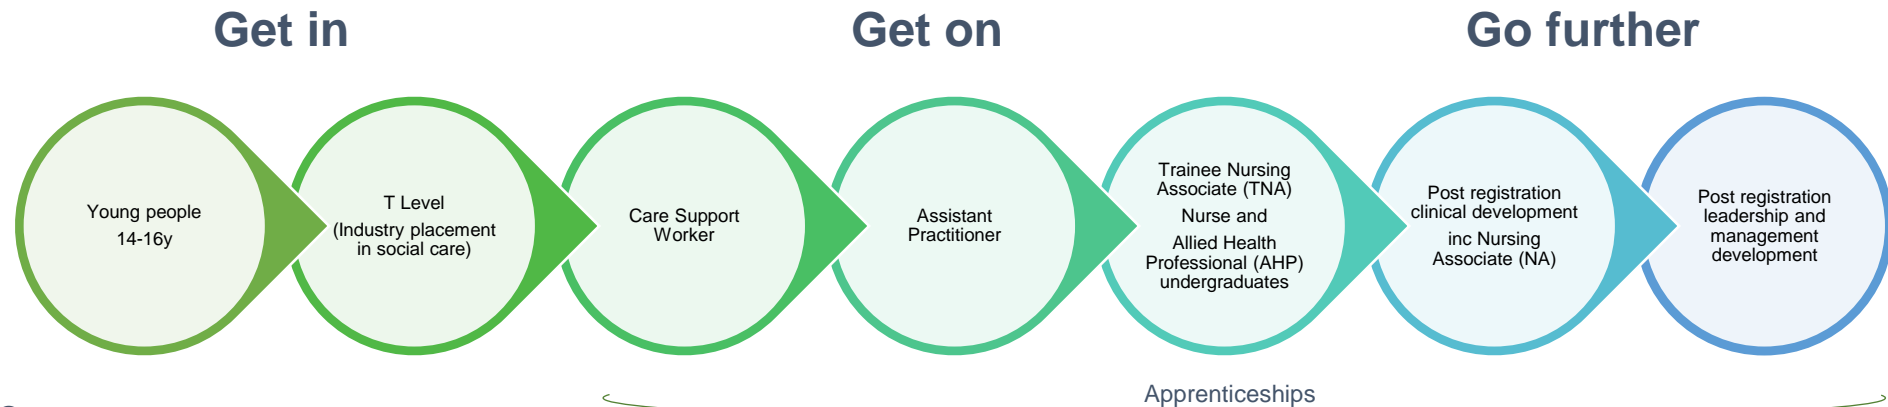 Get in
Get on
Go further
Young people
14-16y
T Level
(Industry placement
in social care)
Care Support
Worker
Assistant
Practitioner
Trainee Nursing
Associate (TNA)
Nurse and
Allied Health
Professional (AHP)
undergraduates
Post registration
clinical development
inc Nursing
Associate (NA)
Post registration
leadership and
management
development
Apprenticeships